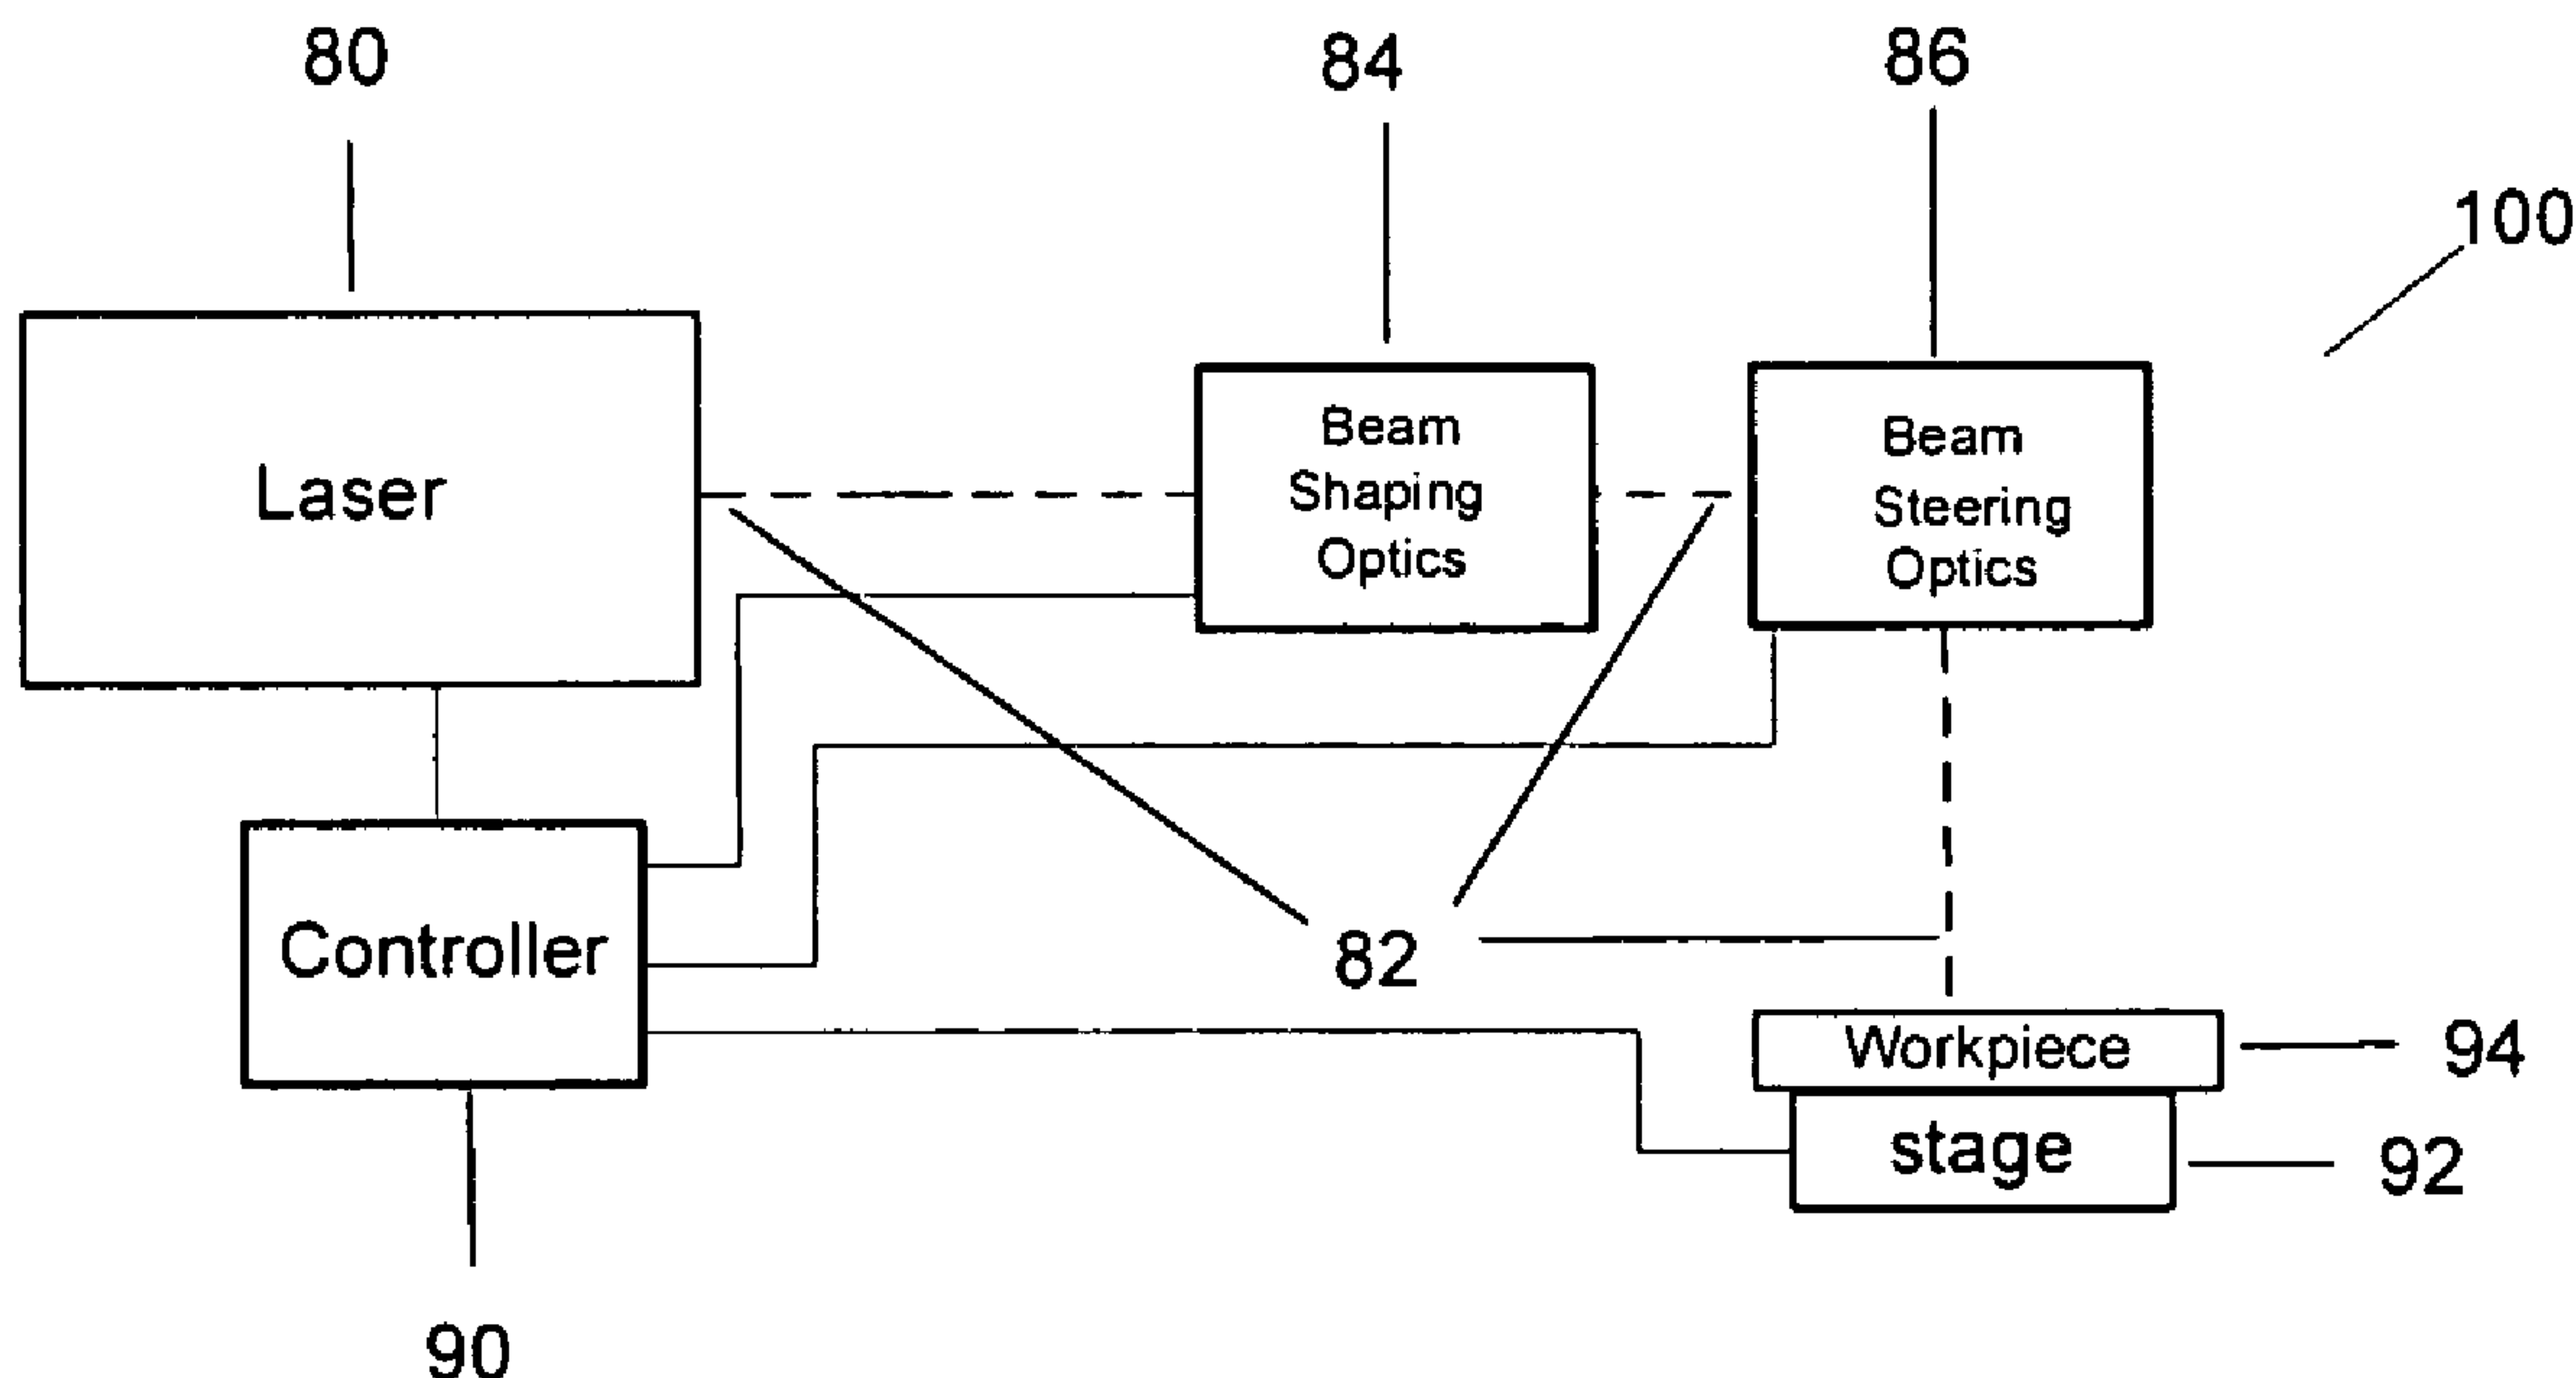 80
84
86
100
Laser
Beam
Shaping
Optics
Beam
Steering
Optics
Controller
82
Workpiece
94
stage
92
90